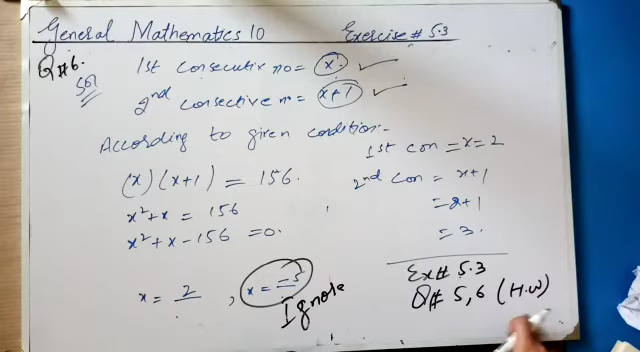 General Mathematics 10 Exercise # 5.3
Q # 6.
Sol
1st consecutiv no = x
2nd consective n = x+1
According to given condition:-
(x)(x+1) = 156.
x²+x = 156
x²+x-156 = 0.
x = 2 , x = -5
Ignore
1st con = x = 2
2nd con = x+1
= 2+1
= 3.
Ex# 5.3
Q# 5,6 (H.W)